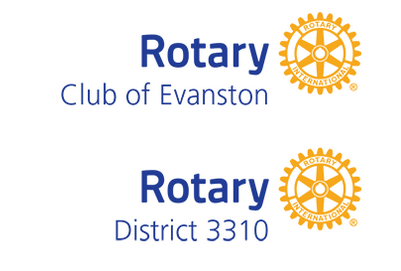 Rotary
Club of Evanston
ROTARY
INTERNATIONAL
®
Rotary
District 3310
ROTARY
INTERNATIONAL
®